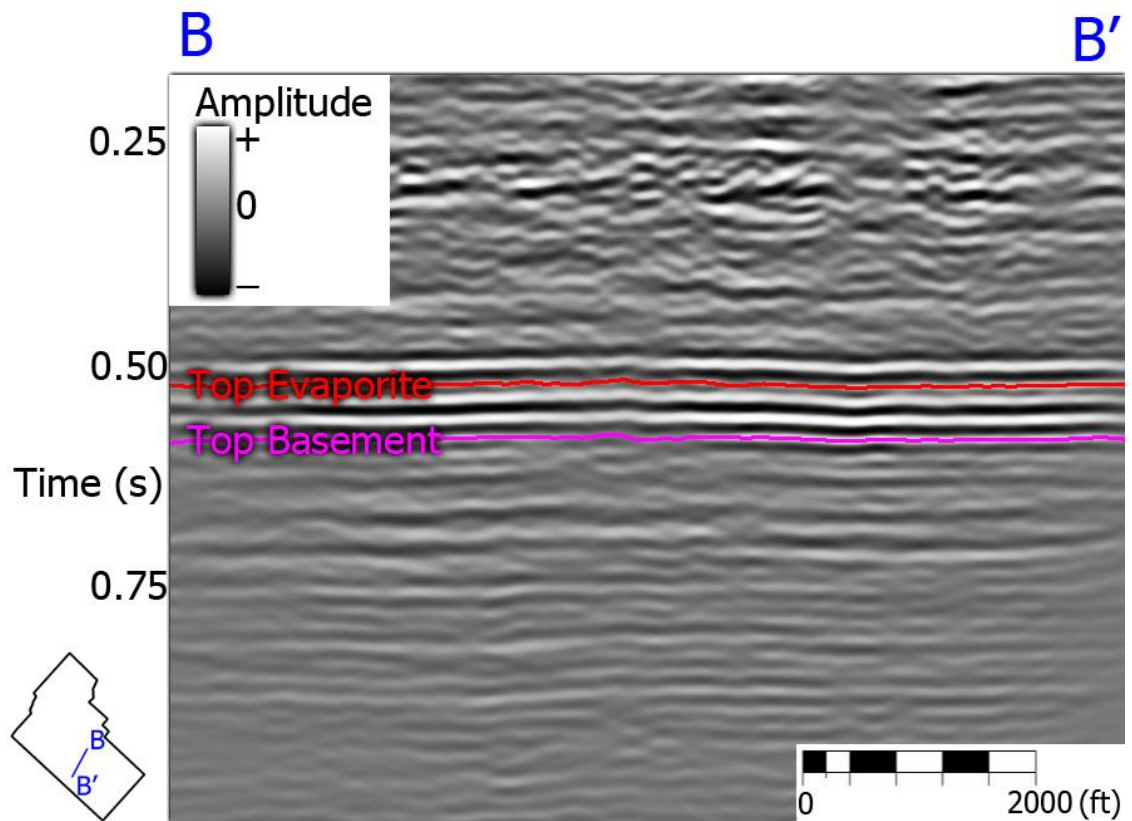 B B’
Amplitude
+
0.25
0
–
0.50
Top Evaporite
Top Basement
Time (s)
0.75
B
B’
0 2000 (ft)